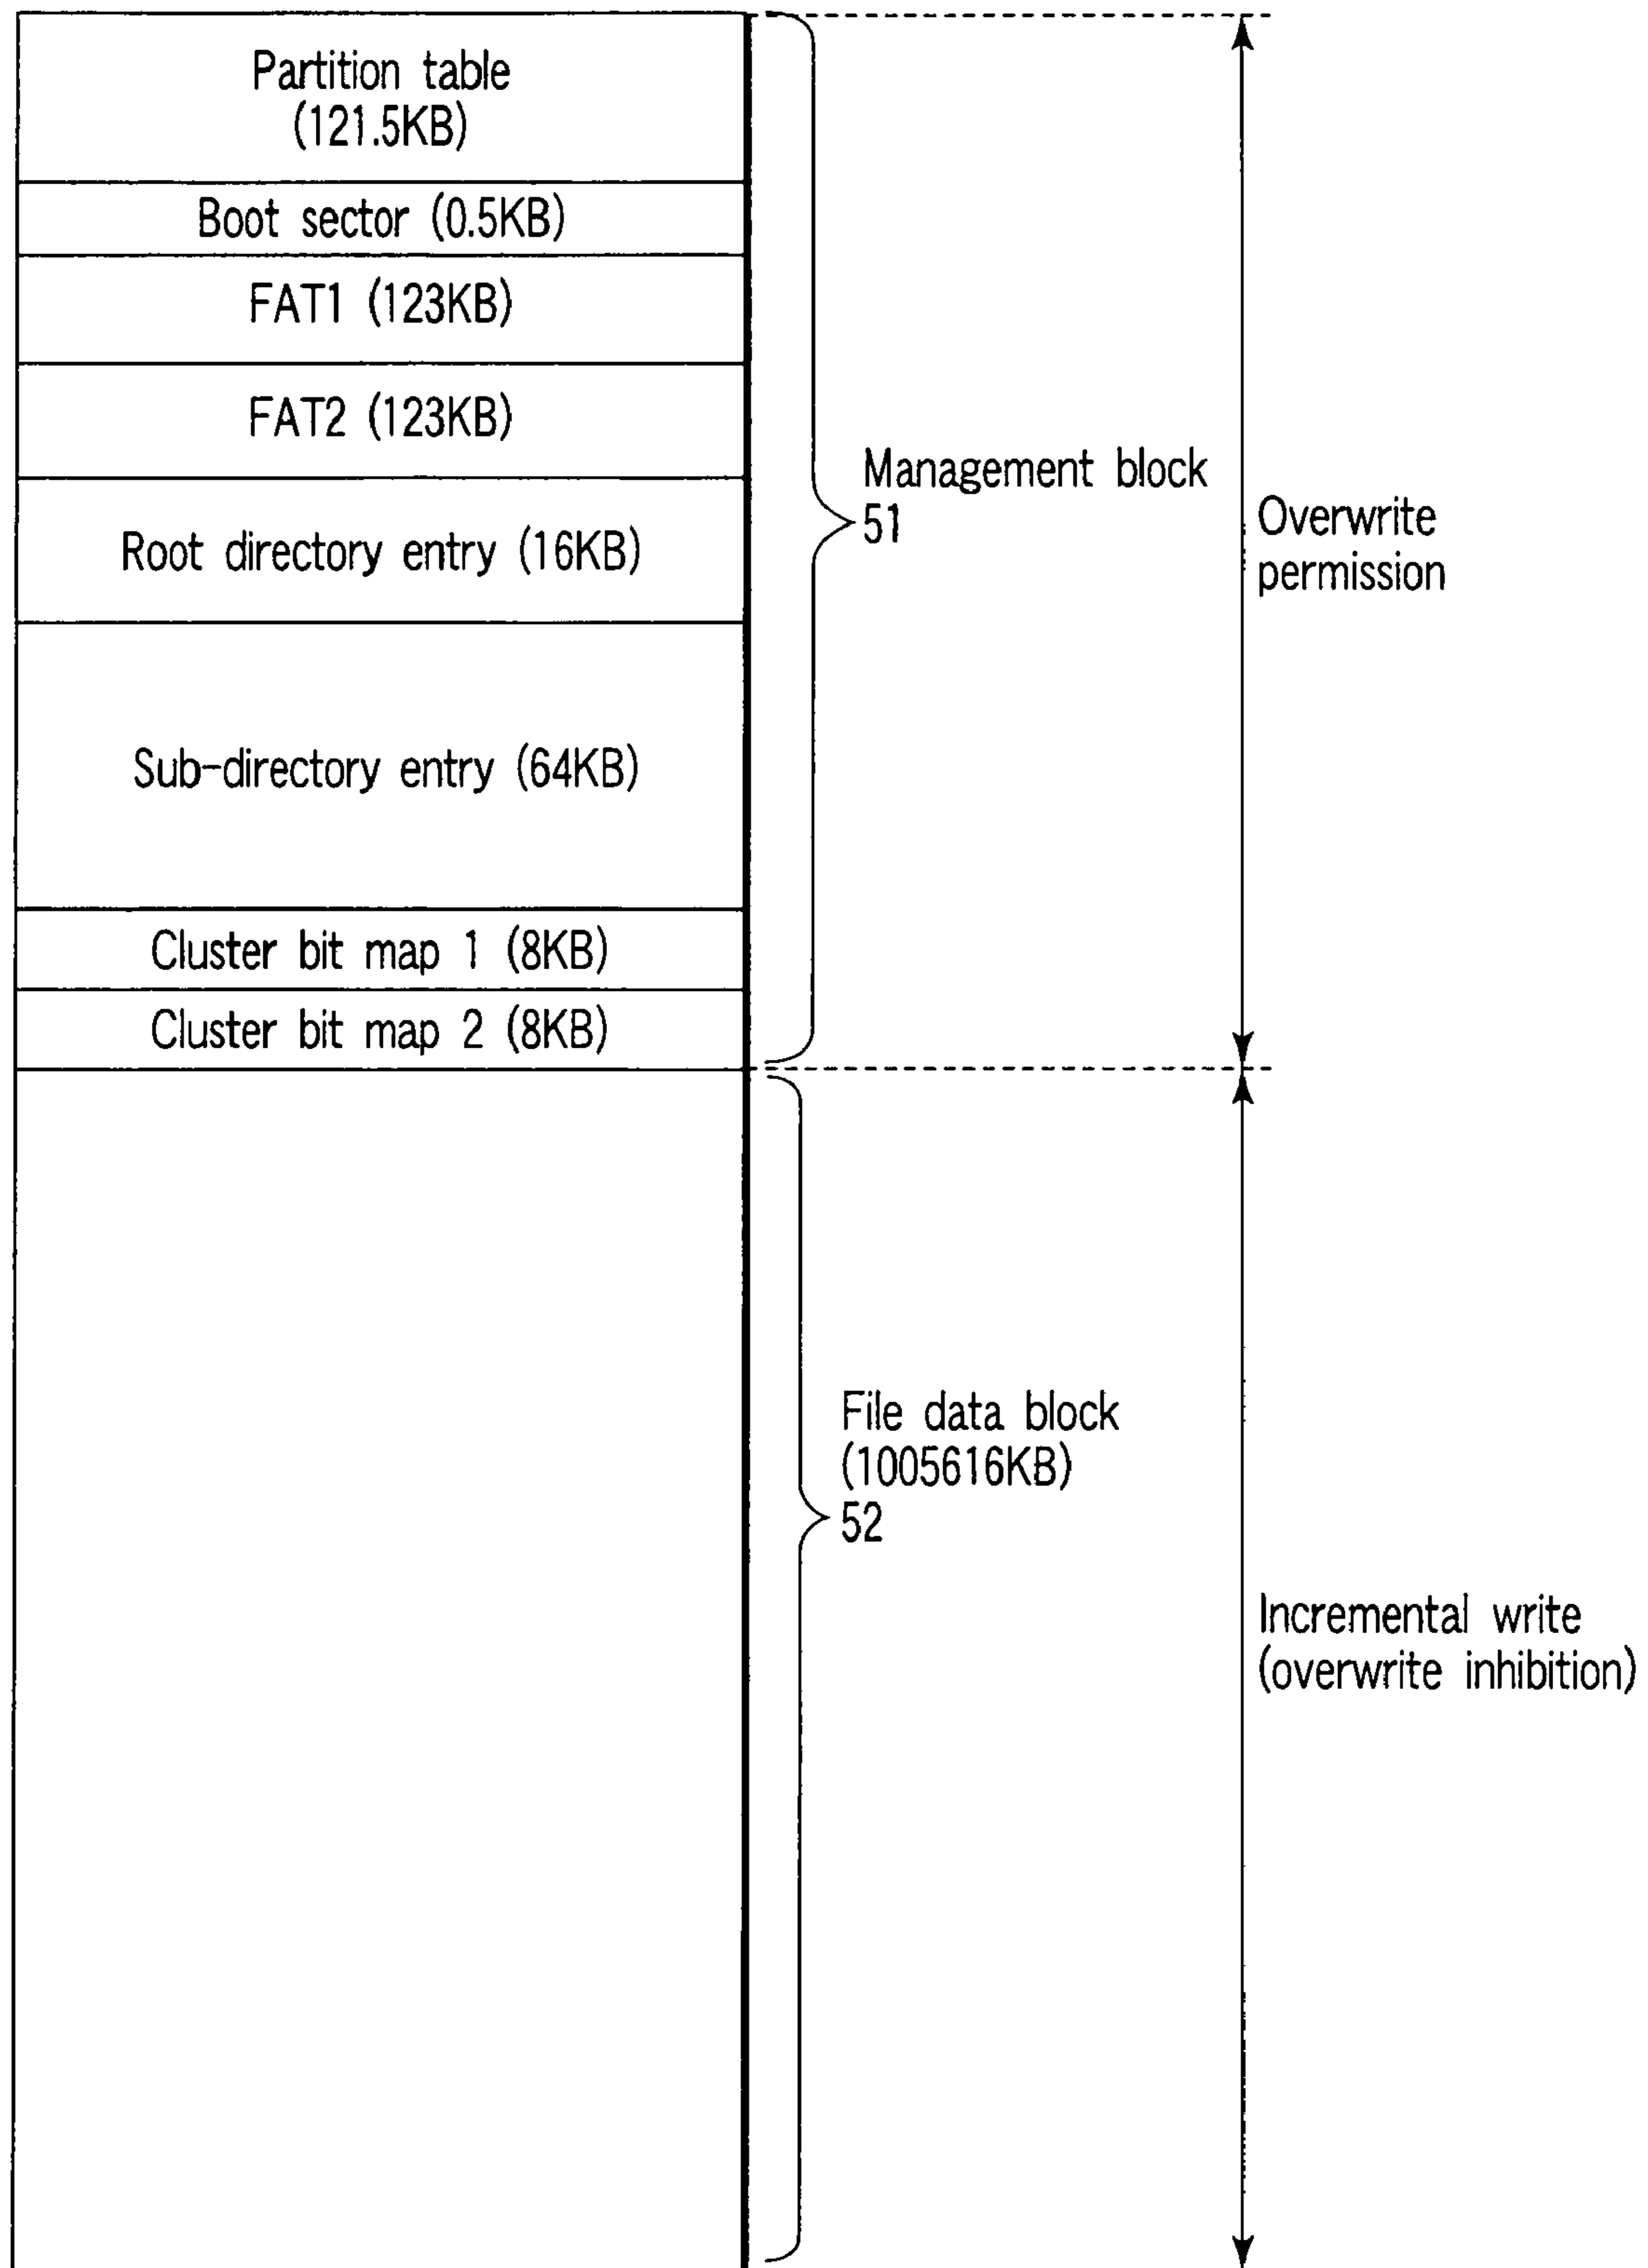 Partition table
(121.5KB)
Boot sector (0.5KB)
FAT1 (123KB)
FAT2 (123KB)
Root directory entry (16KB)
Sub-directory entry (64KB)
Cluster bit map 1 (8KB)
Cluster bit map 2 (8KB)
Management block
51
Overwrite
permission
File data block
(1005616KB)
52
Incremental write
(overwrite inhibition)